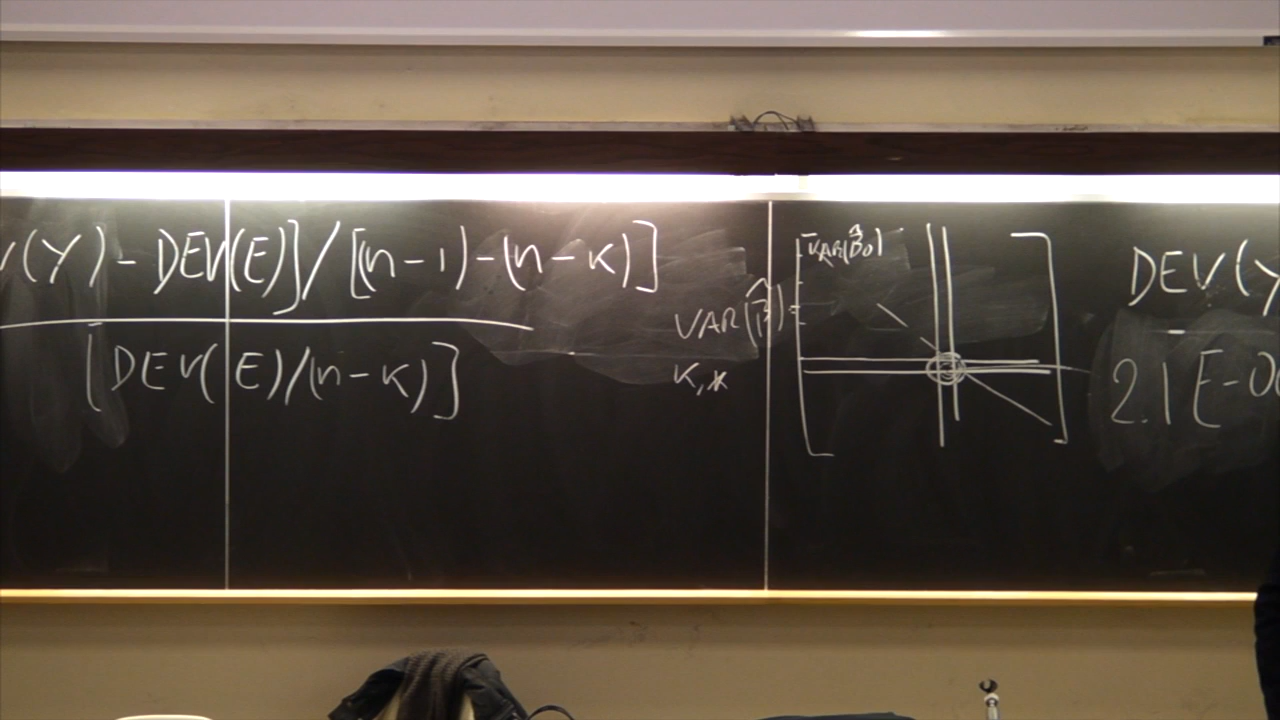 (Y) - DEV(E)] / [(n-1) - (n-K)]
[DEV(E)/(n-K)]
VAR(β̂) =
K,*
VAR(β̂0)
DEV(Y
2.1E-0